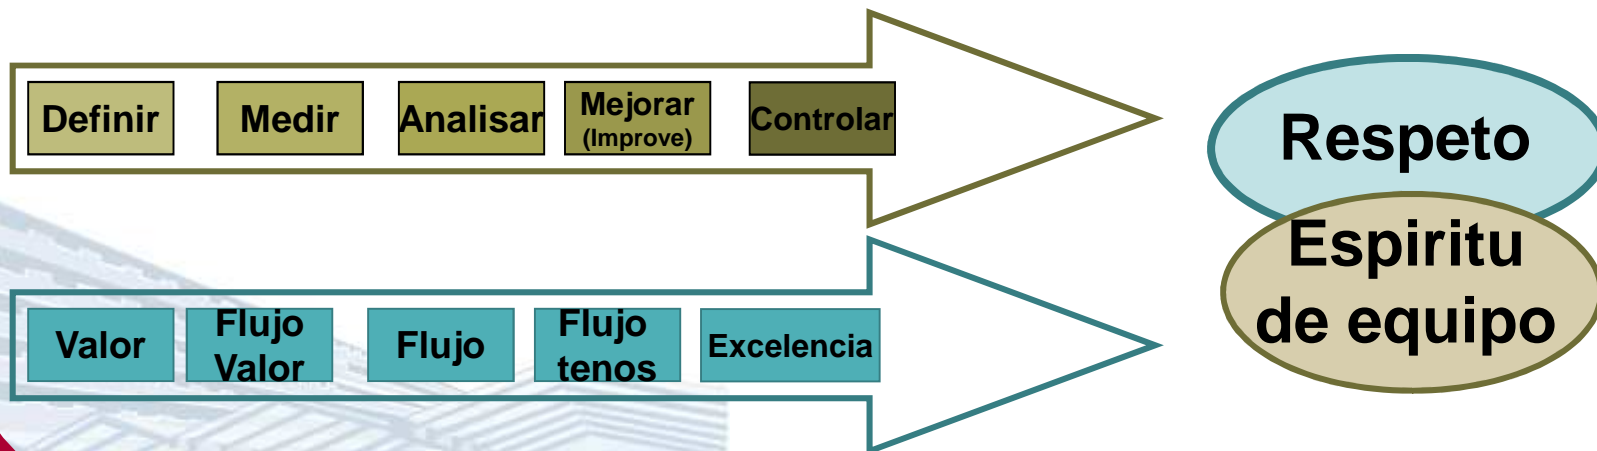 Definir
Medir
Analisar
Mejorar
(Improve)
Controlar
Respeto
Espiritu
de equipo
Valor
Flujo
Valor
Flujo
Flujo
tenos
Excelencia